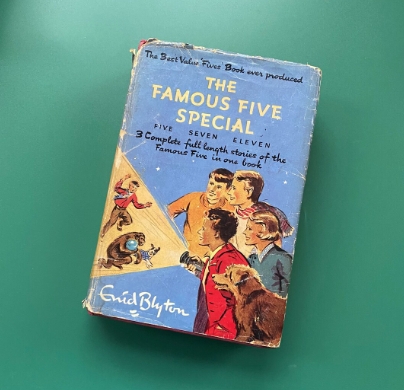 The Best Value 'Fives' Book ever produced
THE
FAMOUS FIVE
SPECIAL
FIVE SEVEN ELEVEN
3 Complete full length stories of the
Famous Five in one book
Enid Blyton